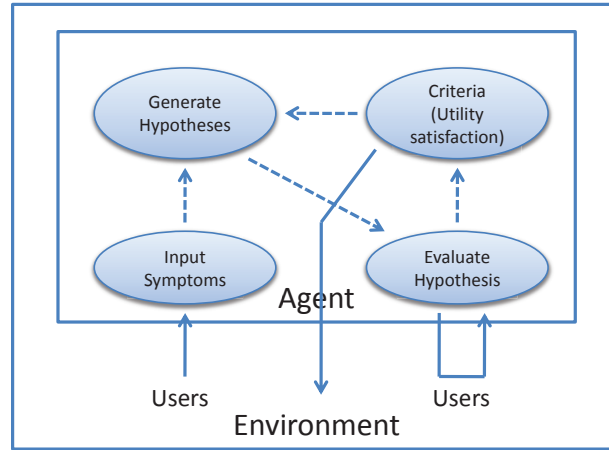 Generate
Hypotheses
Criteria
(Utility
satisfaction)
Input
Symptoms
Evaluate
Hypothesis
Agent
Users
Users
Environment